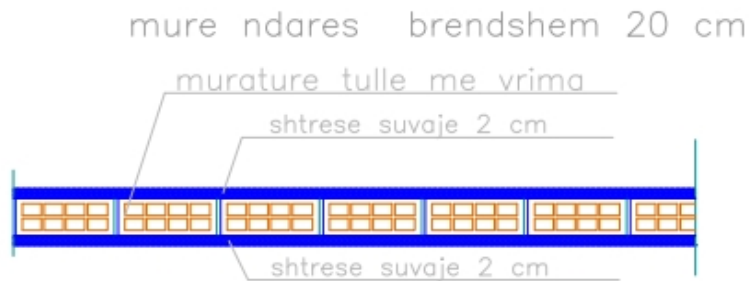 mure ndares brendshem 20 cm
murature tulle me vrima
shtrese suvaje 2 cm
shtrese suvaje 2 cm